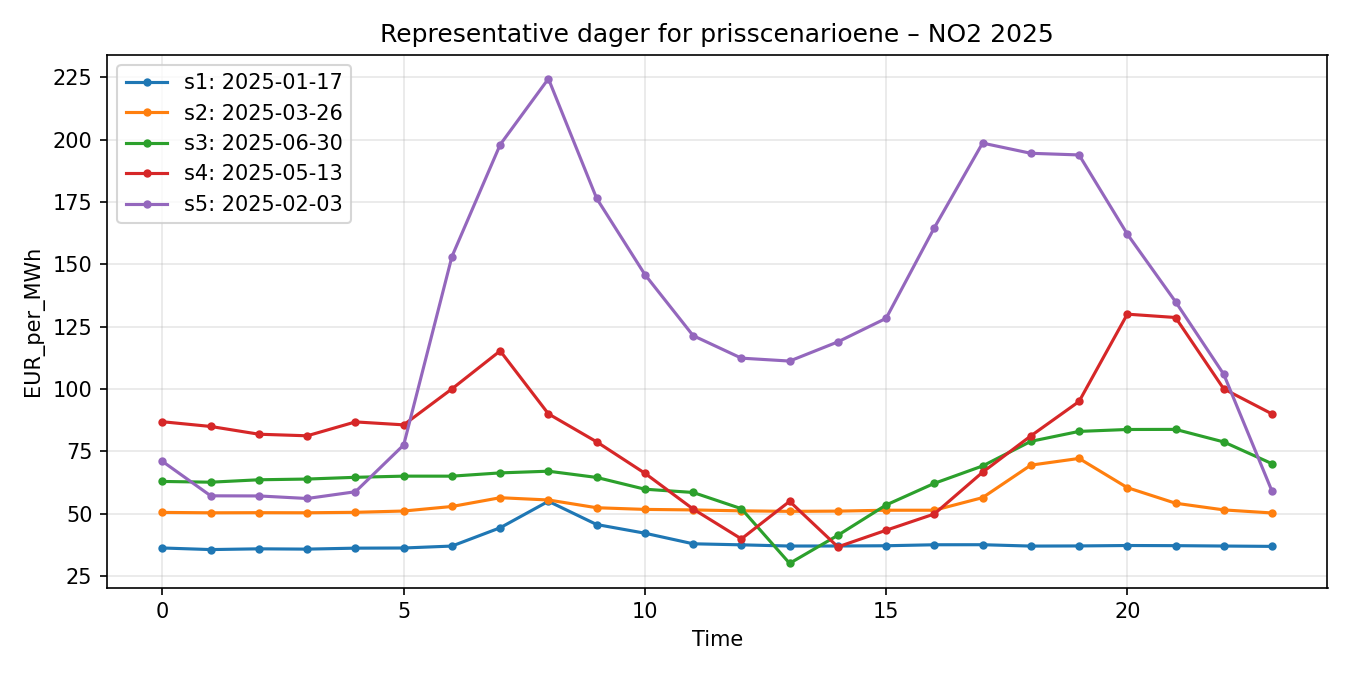 Representative dager for prisscenarioene – NO2 2025
s1: 2025-01-17
s2: 2025-03-26
s3: 2025-06-30
s4: 2025-05-13
s5: 2025-02-03
EUR_per_MWh
225
200
175
150
125
100
75
50
25
0 5 10 15 20
Time